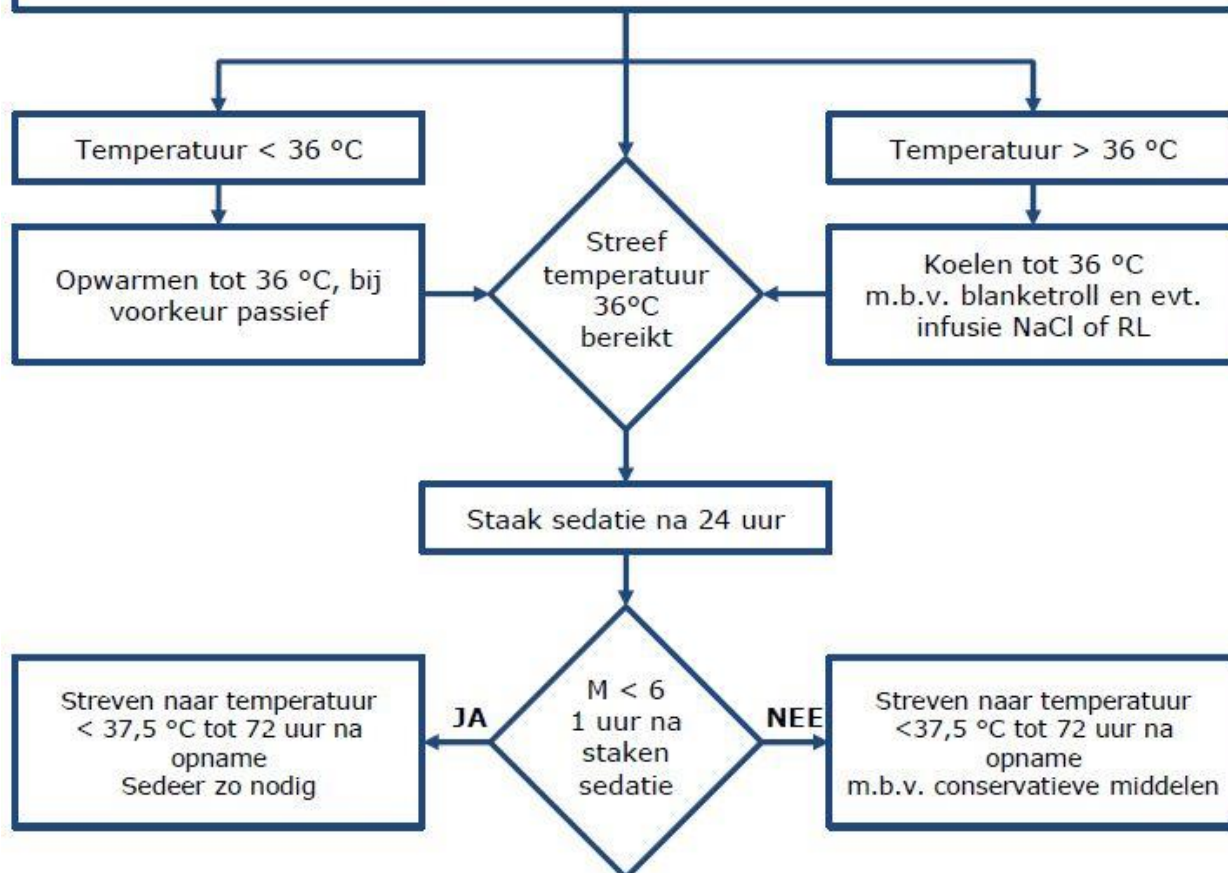 Temperatuur < 36 °C
Temperatuur > 36 °C
Opwarmen tot 36 °C, bij
voorkeur passief
Streef
temperatuur
36°C
bereikt
Koelen tot 36 °C
m.b.v. blanketroll en evt.
infusie NaCl of RL
Staak sedatie na 24 uur
Streven naar temperatuur
< 37,5 °C tot 72 uur na
opname
Sedeer zo nodig
JA
M < 6
1 uur na
staken
sedatie
NEE
Streven naar temperatuur
<37,5 °C tot 72 uur na
opname
m.b.v. conservatieve middelen